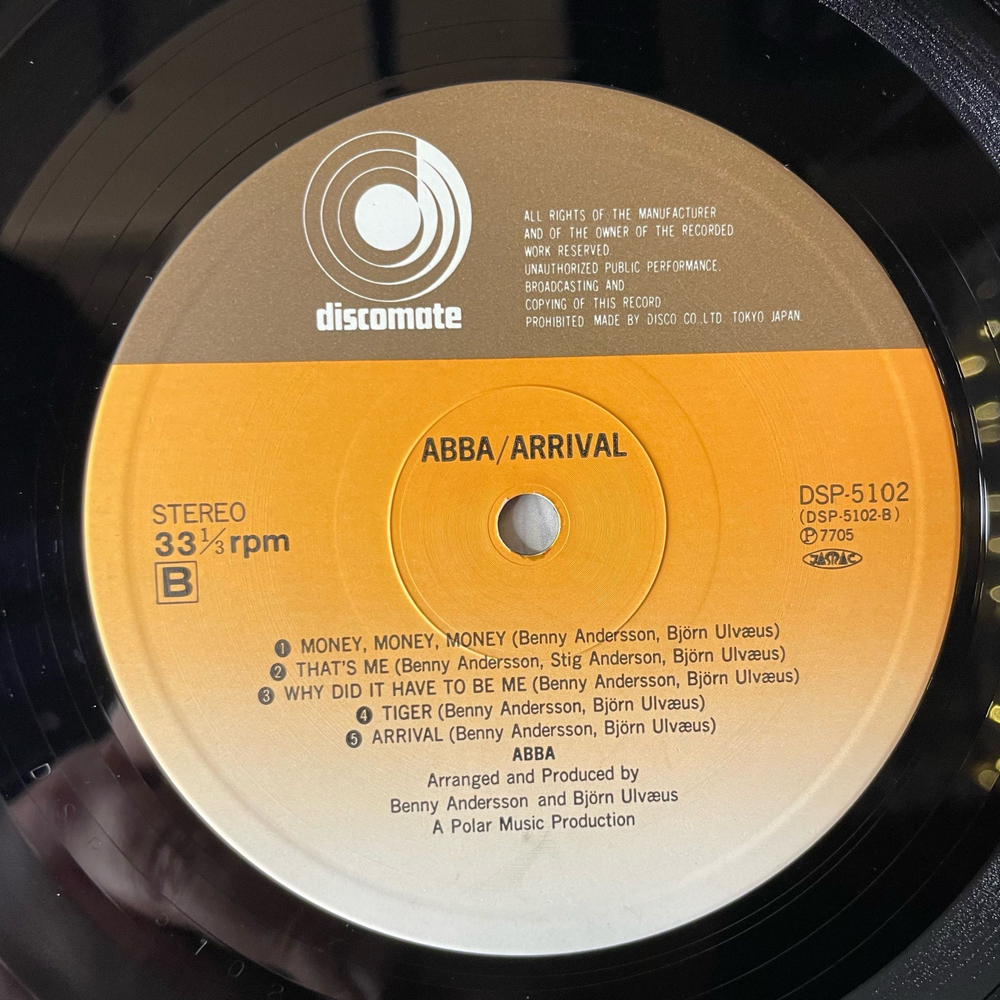 discomate
ALL RIGHTS OF THE MANUFACTURER
AND OF THE OWNER OF THE RECORDED
WORK RESERVED.
UNAUTHORIZED PUBLIC PERFORMANCE,
BROADCASTING AND
COPYING OF THIS RECORD
PROHIBITED. MADE BY DISCO CO.,LTD. TOKYO JAPAN.
ABBA/ARRIVAL
STEREO
33⅓rpm
B
DSP-5102
(DSP-5102-B)
Ⓟ7705
JASRAC
❶ MONEY, MONEY, MONEY (Benny Andersson, Björn Ulvæus)
❷ THAT'S ME (Benny Andersson, Stig Anderson, Björn Ulvæus)
❸ WHY DID IT HAVE TO BE ME (Benny Andersson, Björn Ulvæus)
❹ TIGER (Benny Andersson, Björn Ulvæus)
❺ ARRIVAL (Benny Andersson, Björn Ulvæus)
ABBA
Arranged and Produced by
Benny Andersson and Björn Ulvæus
A Polar Music Production